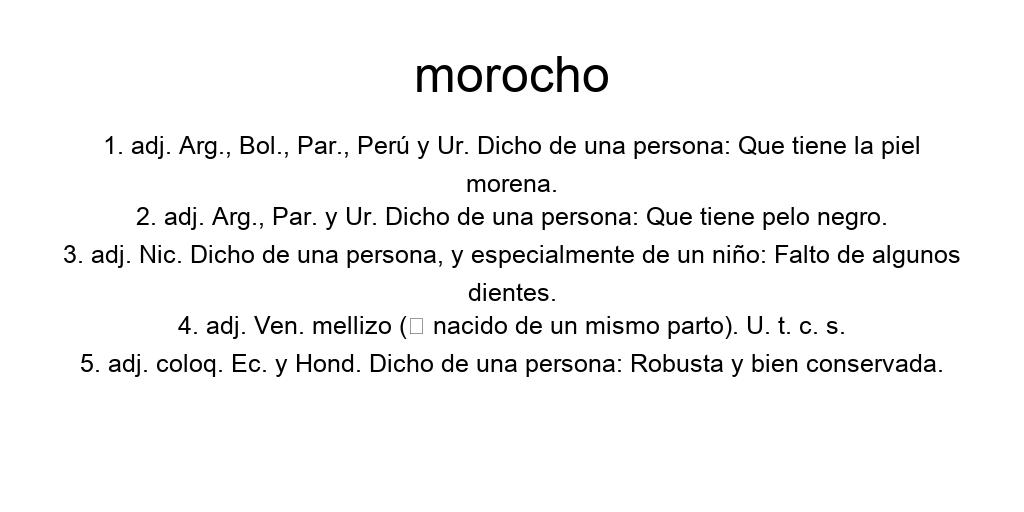 morocho
1. adj. Arg., Bol., Par., Perú y Ur. Dicho de una persona: Que tiene la piel
morena.
2. adj. Arg., Par. y Ur. Dicho de una persona: Que tiene pelo negro.
3. adj. Nic. Dicho de una persona, y especialmente de un niño: Falto de algunos
dientes.
4. adj. Ven. mellizo (□ nacido de un mismo parto). U. t. c. s.
5. adj. coloq. Ec. y Hond. Dicho de una persona: Robusta y bien conservada.